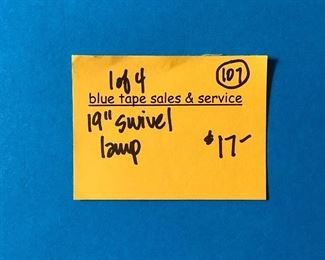 1 of 4 107
blue tape sales & service
19" swivel
lamp $17-